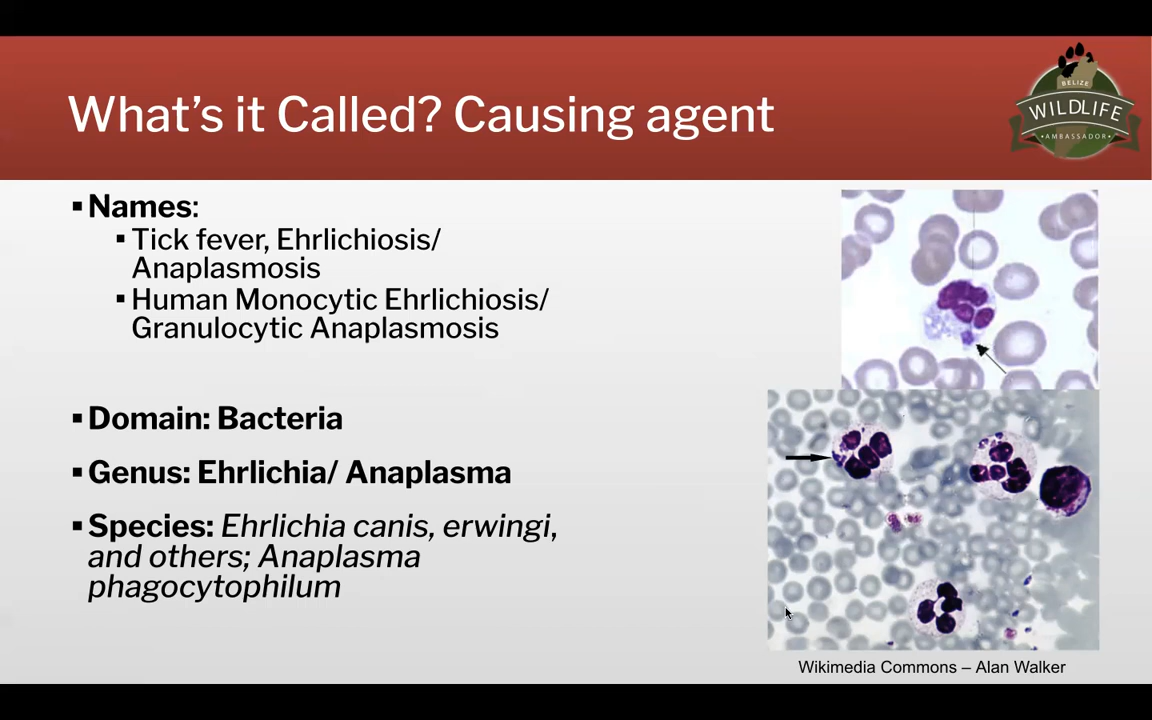 What's it Called? Causing agent
BELIZE
WILDLIFE
•AMBASSADOR•
▪Names:
▪Tick fever, Ehrlichiosis/
Anaplasmosis
▪Human Monocytic Ehrlichiosis/
Granulocytic Anaplasmosis
▪Domain: Bacteria
▪Genus: Ehrlichia/ Anaplasma
▪Species: Ehrlichia canis, erwingi,
and others; Anaplasma
phagocytophilum
Wikimedia Commons – Alan Walker